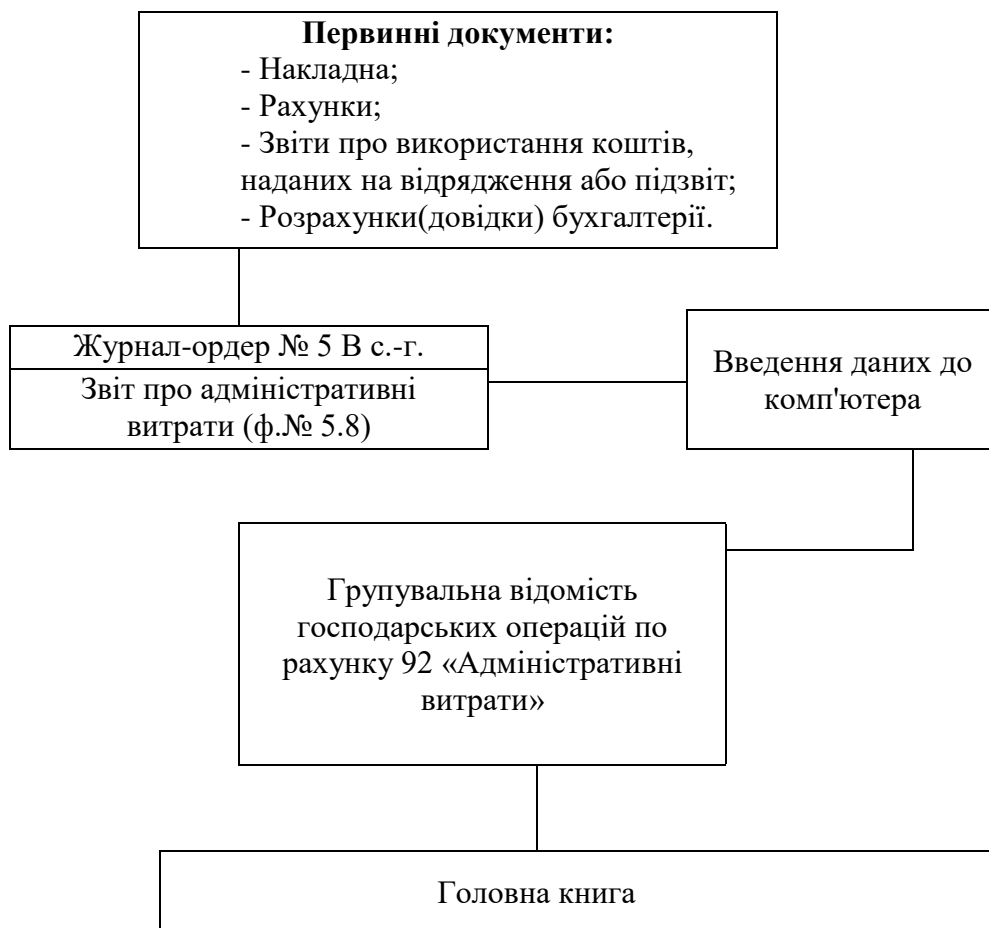 Первинні документи:
- Накладна;
- Рахунки;
- Звіти про використання коштів,
наданих на відрядження або підзвіт;
- Розрахунки(довідки) бухгалтерії.
Журнал-ордер № 5 В с.-г.
Звіт про адміністративні
витрати (ф.№ 5.8)
Введення даних до
комп'ютера
Групувальна відомість
господарських операцій по
рахунку 92 «Адміністративні
витрати»
Головна книга